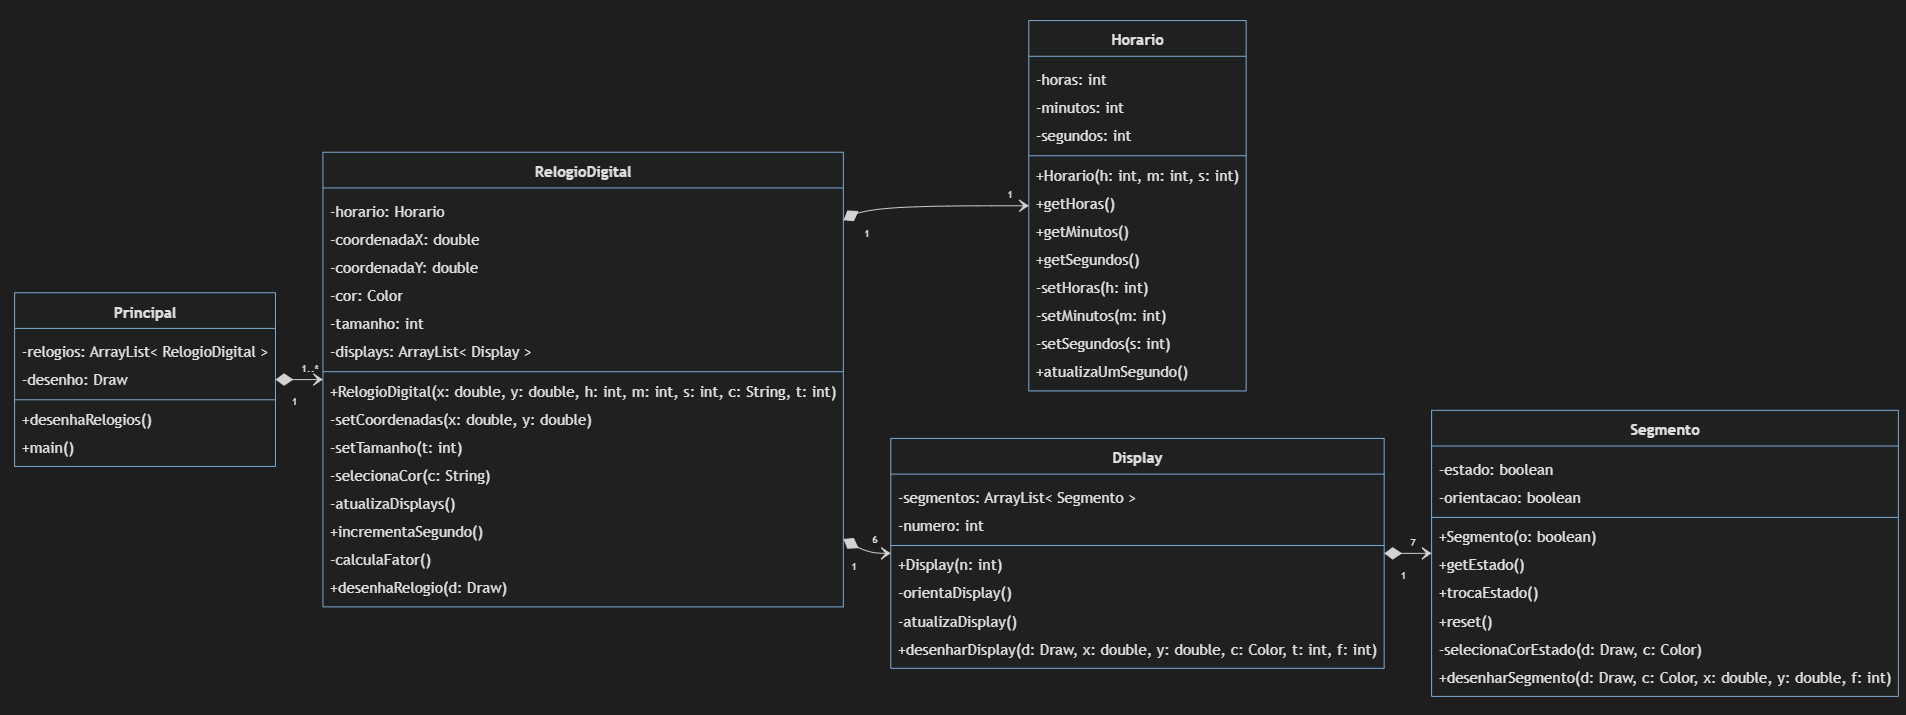 Principal
-relogios: ArrayList< RelogioDigital >
-desenho: Draw
+desenhaRelogios()
+main()
1
1..*
RelogioDigital
-horario: Horario
-coordenadaX: double
-coordenadaY: double
-cor: Color
-tamanho: int
-displays: ArrayList< Display >
+RelogioDigital(x: double, y: double, h: int, m: int, s: int, c: String, t: int)
-setCoordenadas(x: double, y: double)
-setTamanho(t: int)
-selecionaCor(c: String)
-atualizaDisplays()
+incrementaSegundo()
-calculaFator()
+desenhaRelogio(d: Draw)
1
1
Horario
-horas: int
-minutos: int
-segundos: int
+Horario(h: int, m: int, s: int)
+getHoras()
+getMinutos()
+getSegundos()
-setHoras(h: int)
-setMinutos(m: int)
-setSegundos(s: int)
+atualizaUmSegundo()
1
6
Display
-segmentos: ArrayList< Segmento >
-numero: int
+Display(n: int)
-orientaDisplay()
-atualizaDisplay()
+desenharDisplay(d: Draw, x: double, y: double, c: Color, t: int, f: int)
1
7
Segmento
-estado: boolean
-orientacao: boolean
+Segmento(o: boolean)
+getEstado()
+trocaEstado()
+reset()
-selecionaCorEstado(d: Draw, c: Color)
+desenharSegmento(d: Draw, c: Color, x: double, y: double, f: int)